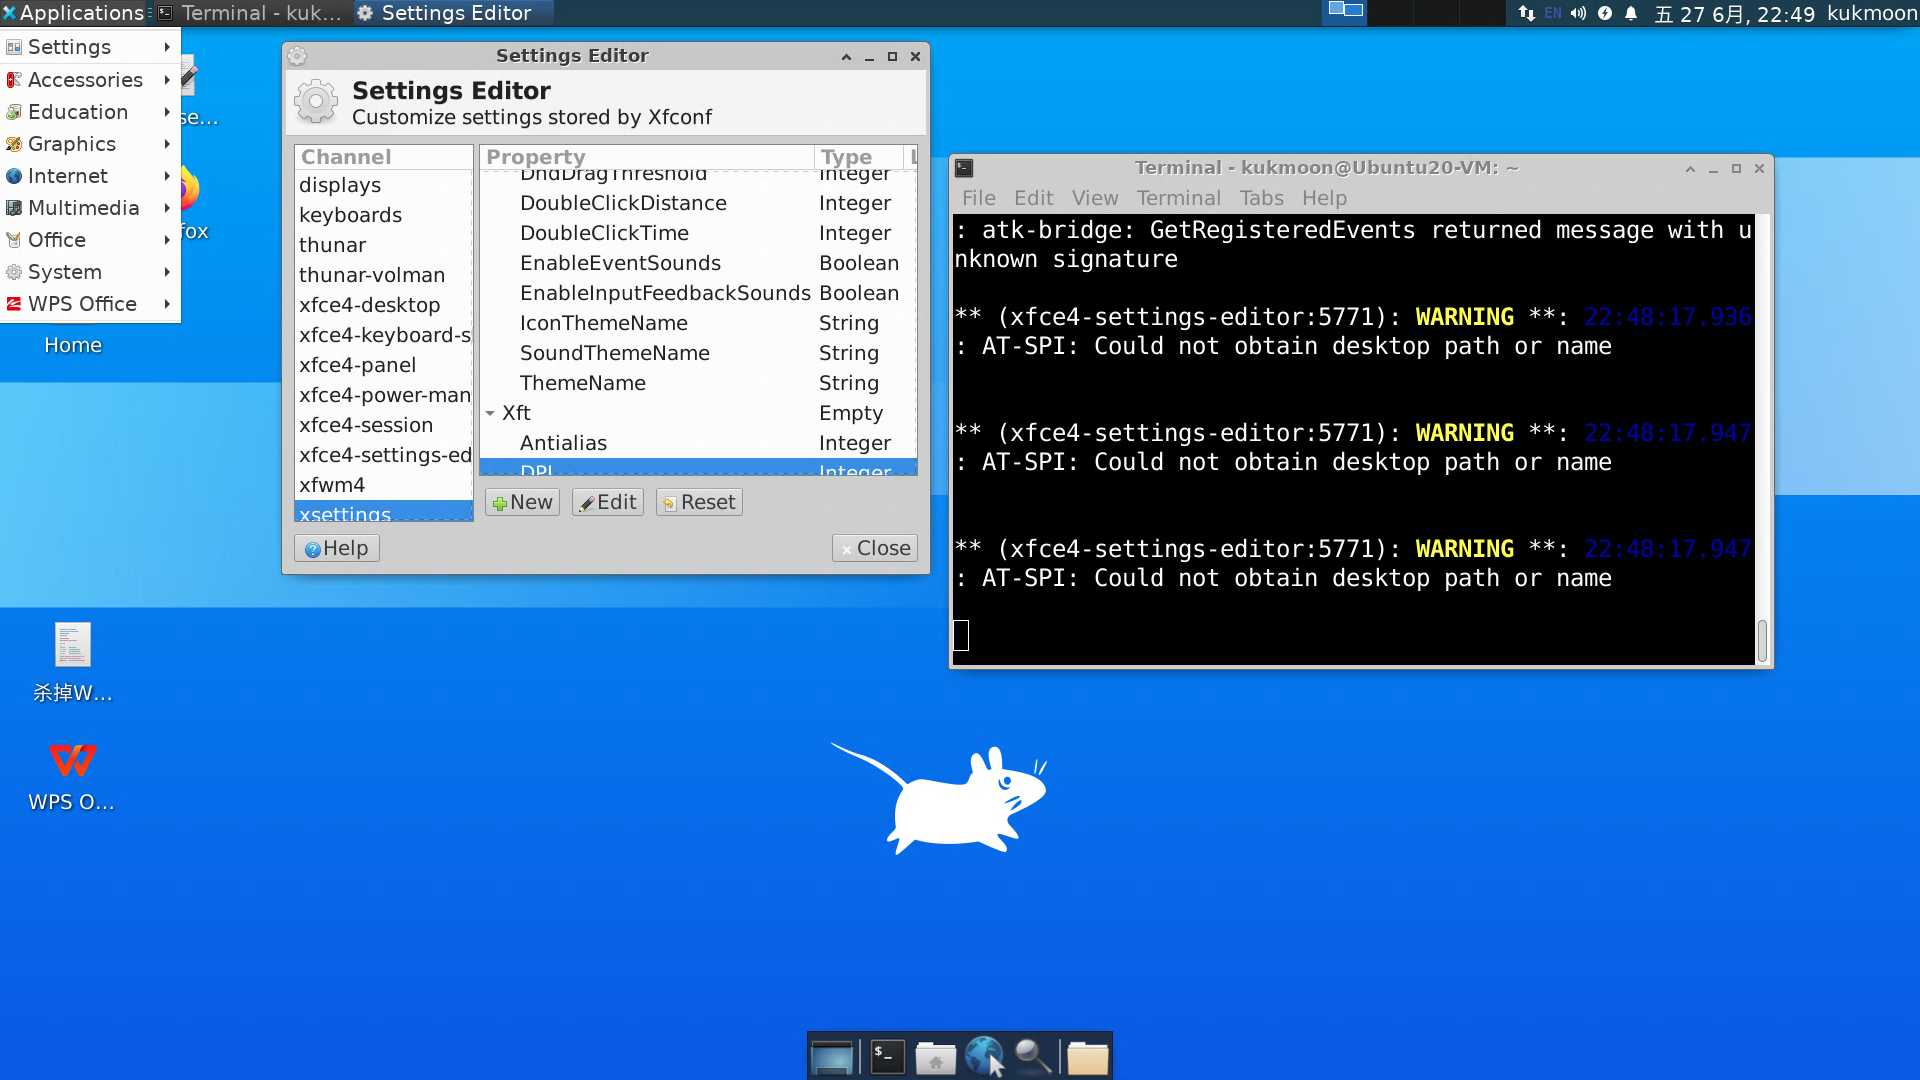 Applications
Terminal - kuk...
Settings Editor
EN
五 27 6月, 22:49
kukmoon
Settings
Accessories
Education
Graphics
Internet
Multimedia
Office
System
WPS Office
se...
fox
Home
杀掉W...
WPS O...
Settings Editor
Settings Editor
Customize settings stored by Xfconf
Channel
displays
keyboards
thunar
thunar-volman
xfce4-desktop
xfce4-keyboard-s
xfce4-panel
xfce4-power-man
xfce4-session
xfce4-settings-ed
xfwm4
xsettings
Property Type L
DndDragThreshold Integer
DoubleClickDistance Integer
DoubleClickTime Integer
EnableEventSounds Boolean
EnableInputFeedbackSounds Boolean
IconThemeName String
SoundThemeName String
ThemeName String
Xft Empty
Antialias Integer
DPI Integer
New Edit Reset
Help Close
Terminal - kukmoon@Ubuntu20-VM: ~
File Edit View Terminal Tabs Help
: atk-bridge: GetRegisteredEvents returned message with u
nknown signature
** (xfce4-settings-editor:5771): WARNING **: 22:48:17.936
: AT-SPI: Could not obtain desktop path or name
** (xfce4-settings-editor:5771): WARNING **: 22:48:17.947
: AT-SPI: Could not obtain desktop path or name
** (xfce4-settings-editor:5771): WARNING **: 22:48:17.947
: AT-SPI: Could not obtain desktop path or name
$_